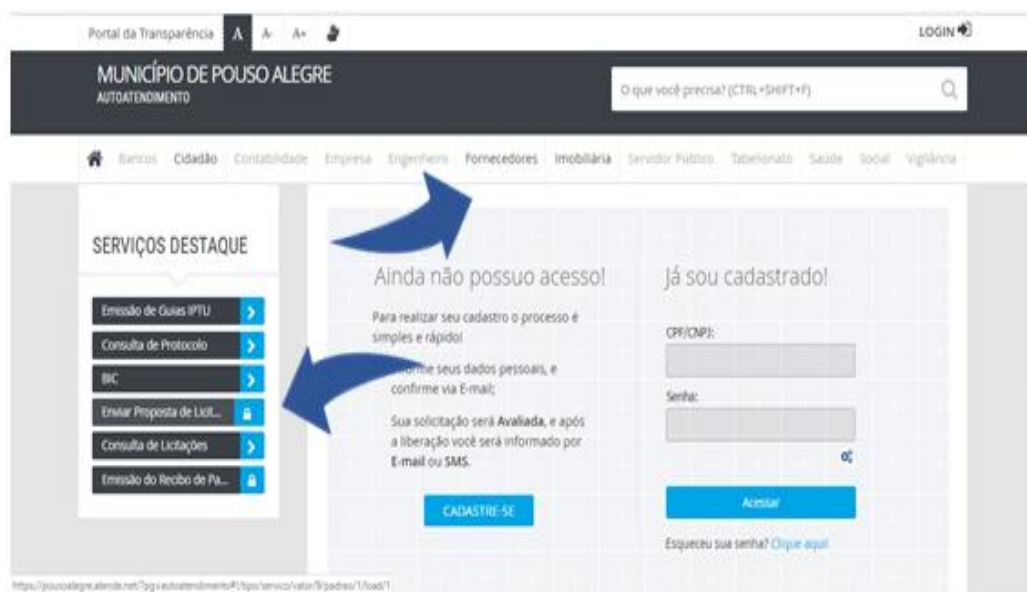 Portal da Transparência A A- A+ LOGIN
MUNICÍPIO DE POUSO ALEGRE
AUTOATENDIMENTO
O que você precisa? (CTRL+SHIFT+F)
Bancos Cidadão Contabilidade Empresa Engenheiro Fornecedores Imobiliária Servidor Público Tabelionato Saúde Social Vigilância
SERVIÇOS DESTAQUE
Emissão de Guias IPTU
Consulta de Protocolo
BIC
Enviar Proposta de Licit...
Consulta de Licitações
Emissão do Recibo de Pa...
Ainda não possuo acesso!
Para realizar seu cadastro o processo é
simples e rápido!
seus dados pessoais, e
confirme via E-mail;
Sua solicitação será Avaliada, e após
a liberação você será informado por
E-mail ou SMS.
CADASTRE-SE
Já sou cadastrado!
CPF/CNPJ:
Senha:
Acessar
Esqueceu sua senha? Clique aqui!